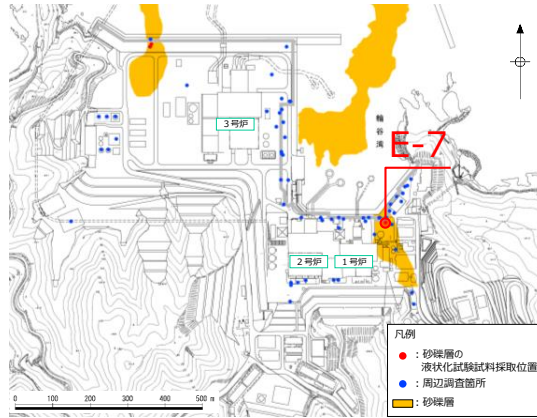 輪谷湾
E-7
3号炉
2号炉
1号炉
凡例
：砂礫層の
液状化試験試料採取位置
：周辺調査箇所
：砂礫層
0 100 200 300 400 500 m